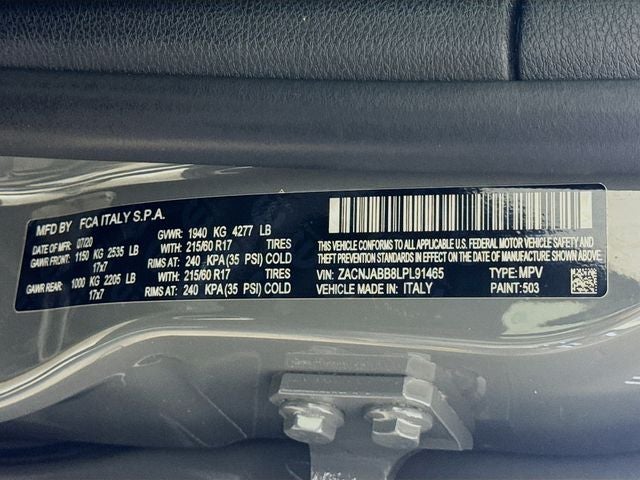 MFD BY FCA ITALY S.P.A.
DATE OF MFR: 07/20 GVWR: 1940 KG 4277 LB
GAWR FRONT: 1150 KG 2535 LB WITH: 215/60 R17 TIRES
17x7 RIMS AT: 240 KPA (35 PSI) COLD
GAWR REAR: 1000 KG 2205 LB WITH: 215/60 R17 TIRES
17x7 RIMS AT: 240 KPA (35 PSI) COLD
THIS VEHICLE CONFORMS TO ALL APPLICABLE U.S.
FEDERAL MOTOR VEHICLE SAFETY, BUMPER, AND
THEFT PREVENTION STANDARDS IN EFFECT ON THE DATE OF MANUFACTURE SHOWN ABOVE.
VIN: ZACNJABB8LPL91465 TYPE: MPV
VEHICLE MADE IN: ITALY PAINT: 503